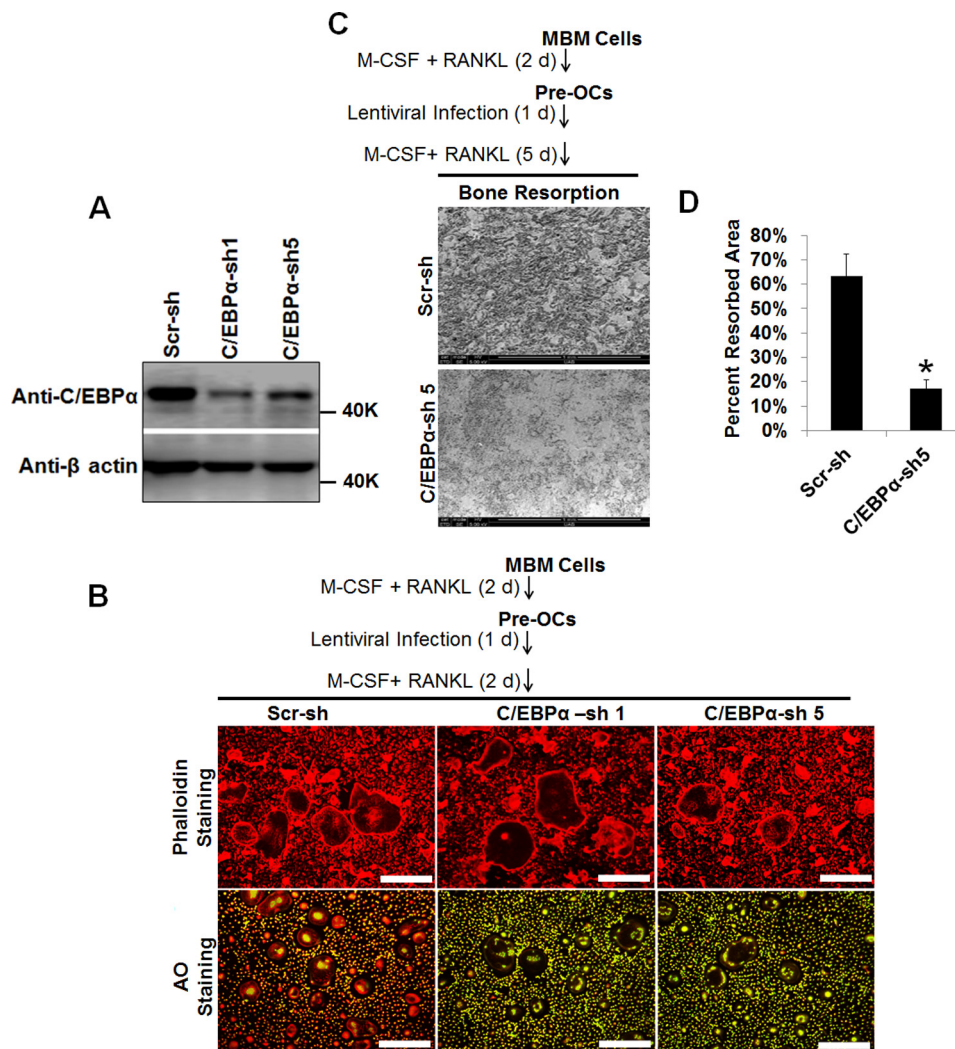 A
Scr-sh
C/EBPα-sh1
C/EBPα-sh5
Anti-C/EBPα
40K
Anti-β actin
40K
C
MBM Cells
M-CSF + RANKL (2 d)
Pre-OCs
Lentiviral Infection (1 d)
M-CSF+ RANKL (5 d)
Bone Resorption
Scr-sh
C/EBPα-sh 5
D
Percent Resorbed Area
80%
70%
60%
50%
40%
30%
20%
10%
0%
*
Scr-sh
C/EBPα-sh5
B
MBM Cells
M-CSF + RANKL (2 d)
Pre-OCs
Lentiviral Infection (1 d)
M-CSF+ RANKL (2 d)
Scr-sh
C/EBPα –sh 1
C/EBPα-sh 5
Phalloidin
Staining
AO
Staining